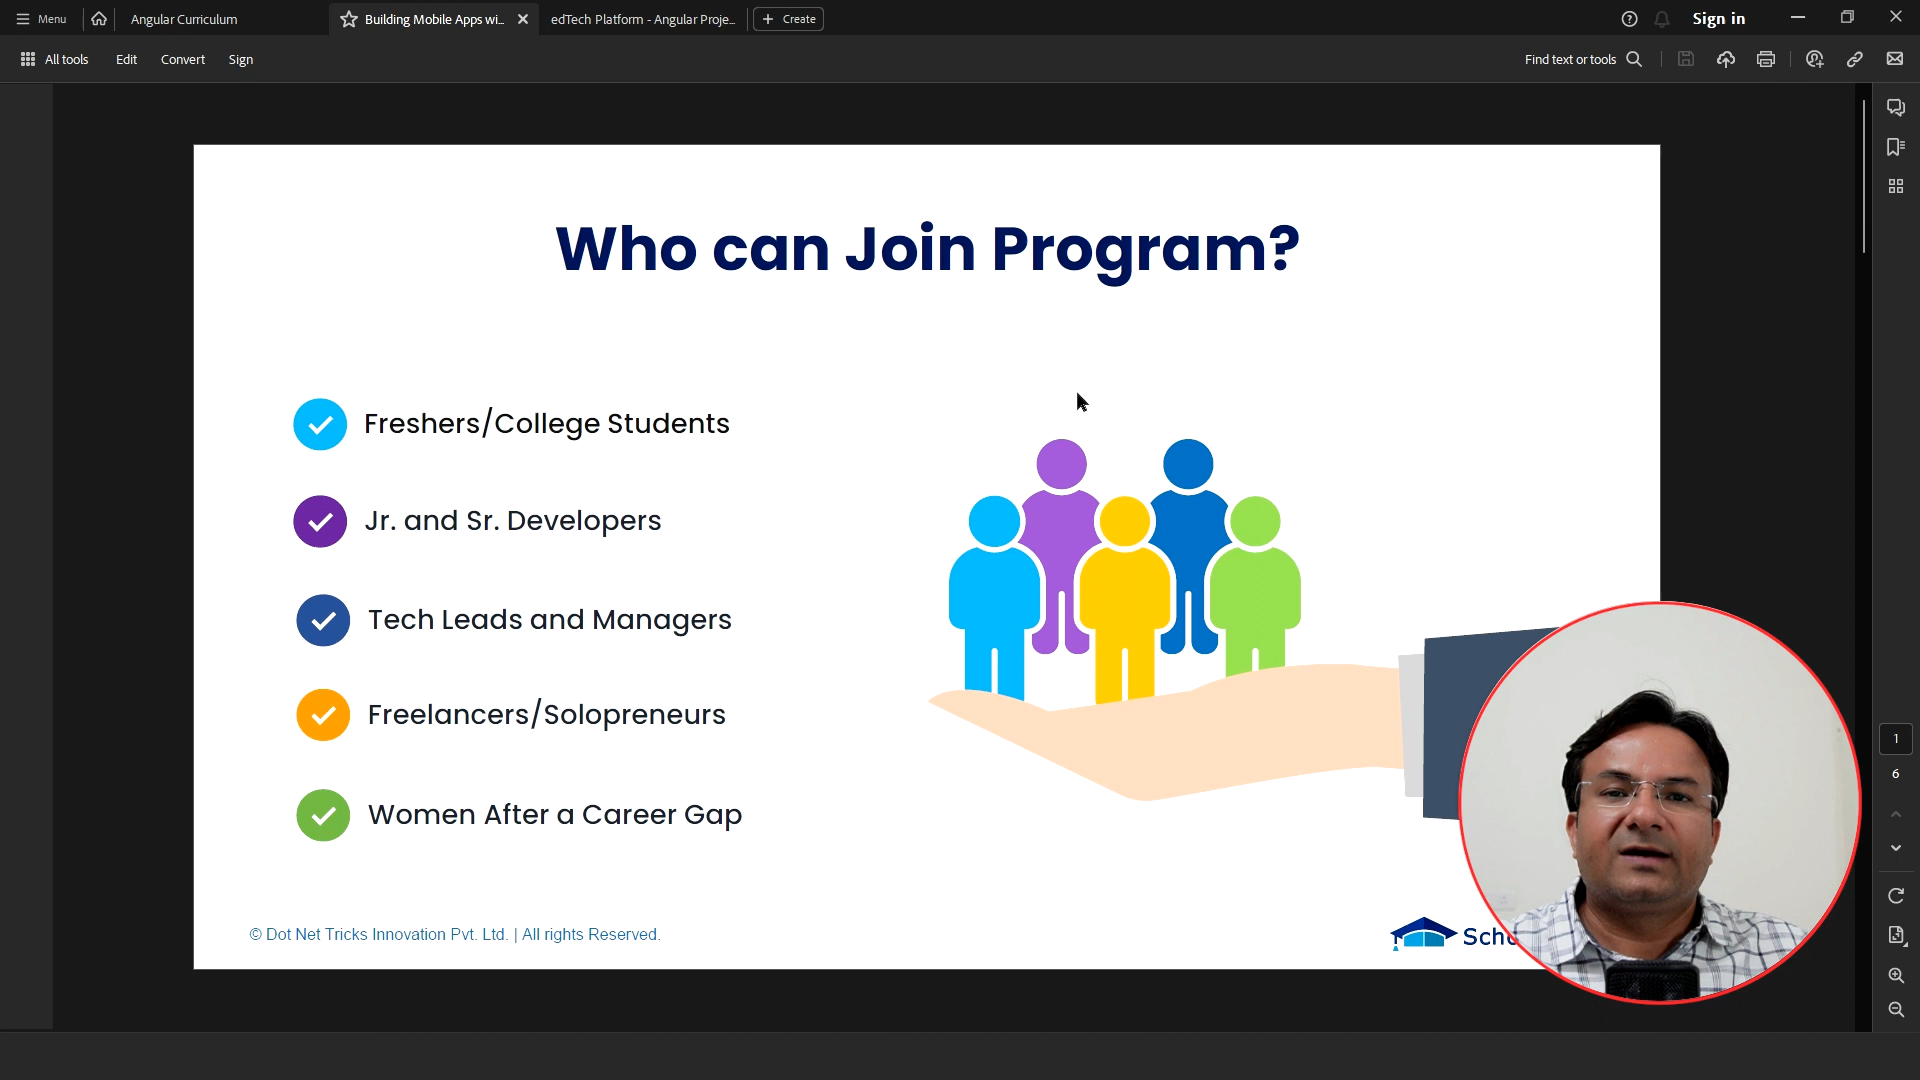 Menu
Angular Curriculum
Building Mobile Apps wi...
edTech Platform - Angular Proje...
+ Create
Sign in
All tools
Edit
Convert
Sign
Find text or tools
Who can Join Program?
Freshers/College Students
Jr. and Sr. Developers
Tech Leads and Managers
Freelancers/Solopreneurs
Women After a Career Gap
1
6
© Dot Net Tricks Innovation Pvt. Ltd. | All rights Reserved.